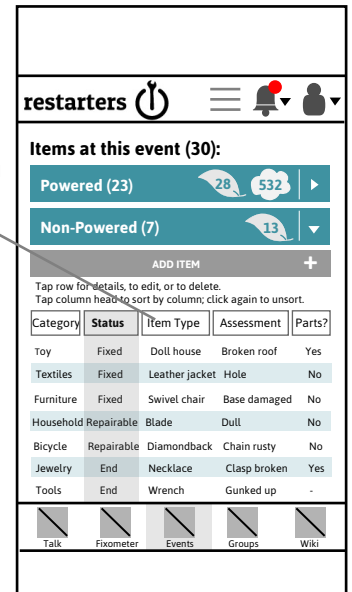 restarters
Items at this event (30):
Powered (23) 28 532
Non-Powered (7) 13
ADD ITEM +
Tap row for details, to edit, or to delete.
Tap column head to sort by column; click again to unsort.
Category Status Item Type Assessment Parts?
Toy Fixed Doll house Broken roof Yes
Textiles Fixed Leather jacket Hole No
Furniture Fixed Swivel chair Base damaged No
Household Repairable Blade Dull No
Bicycle Repairable Diamondback Chain rusty No
Jewelry End Necklace Clasp broken Yes
Tools End Wrench Gunked up -
Talk Fixometer Events Groups Wiki